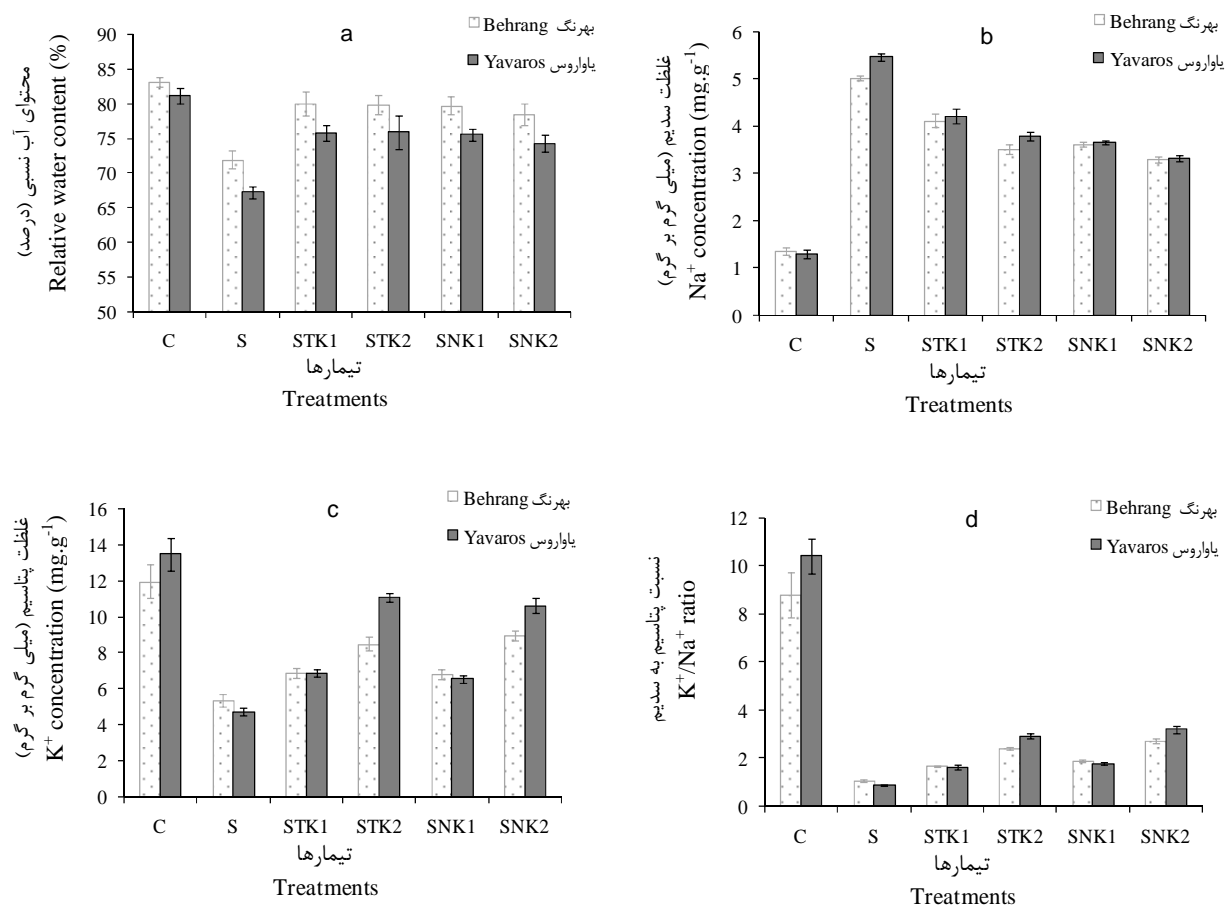 a
بهرنگ Behrang
یاواروس Yavaros
محتوای آب نسبی (درصد)
Relative water content (%)
90
85
80
75
70
65
60
55
50
C S STK1 STK2 SNK1 SNK2
تیمارها
Treatments
b
بهرنگ Behrang
یاواروس Yavaros
غلظت سدیم (میلی گرم بر گرم)
Na⁺ concentration (mg.g⁻¹)
6
5
4
3
2
1
0
C S STK1 STK2 SNK1 SNK2
تیمارها
Treatments
c
بهرنگ Behrang
یاواروس Yavaros
غلظت پتاسیم (میلی گرم بر گرم)
K⁺ concentration (mg.g⁻¹)
16
14
12
10
8
6
4
2
0
C S STK1 STK2 SNK1 SNK2
تیمارها
Treatments
d
بهرنگ Behrang
یاواروس Yavaros
نسبت پتاسیم به سدیم
K⁺/Na⁺ ratio
12
10
8
6
4
2
0
C S STK1 STK2 SNK1 SNK2
تیمارها
Treatments